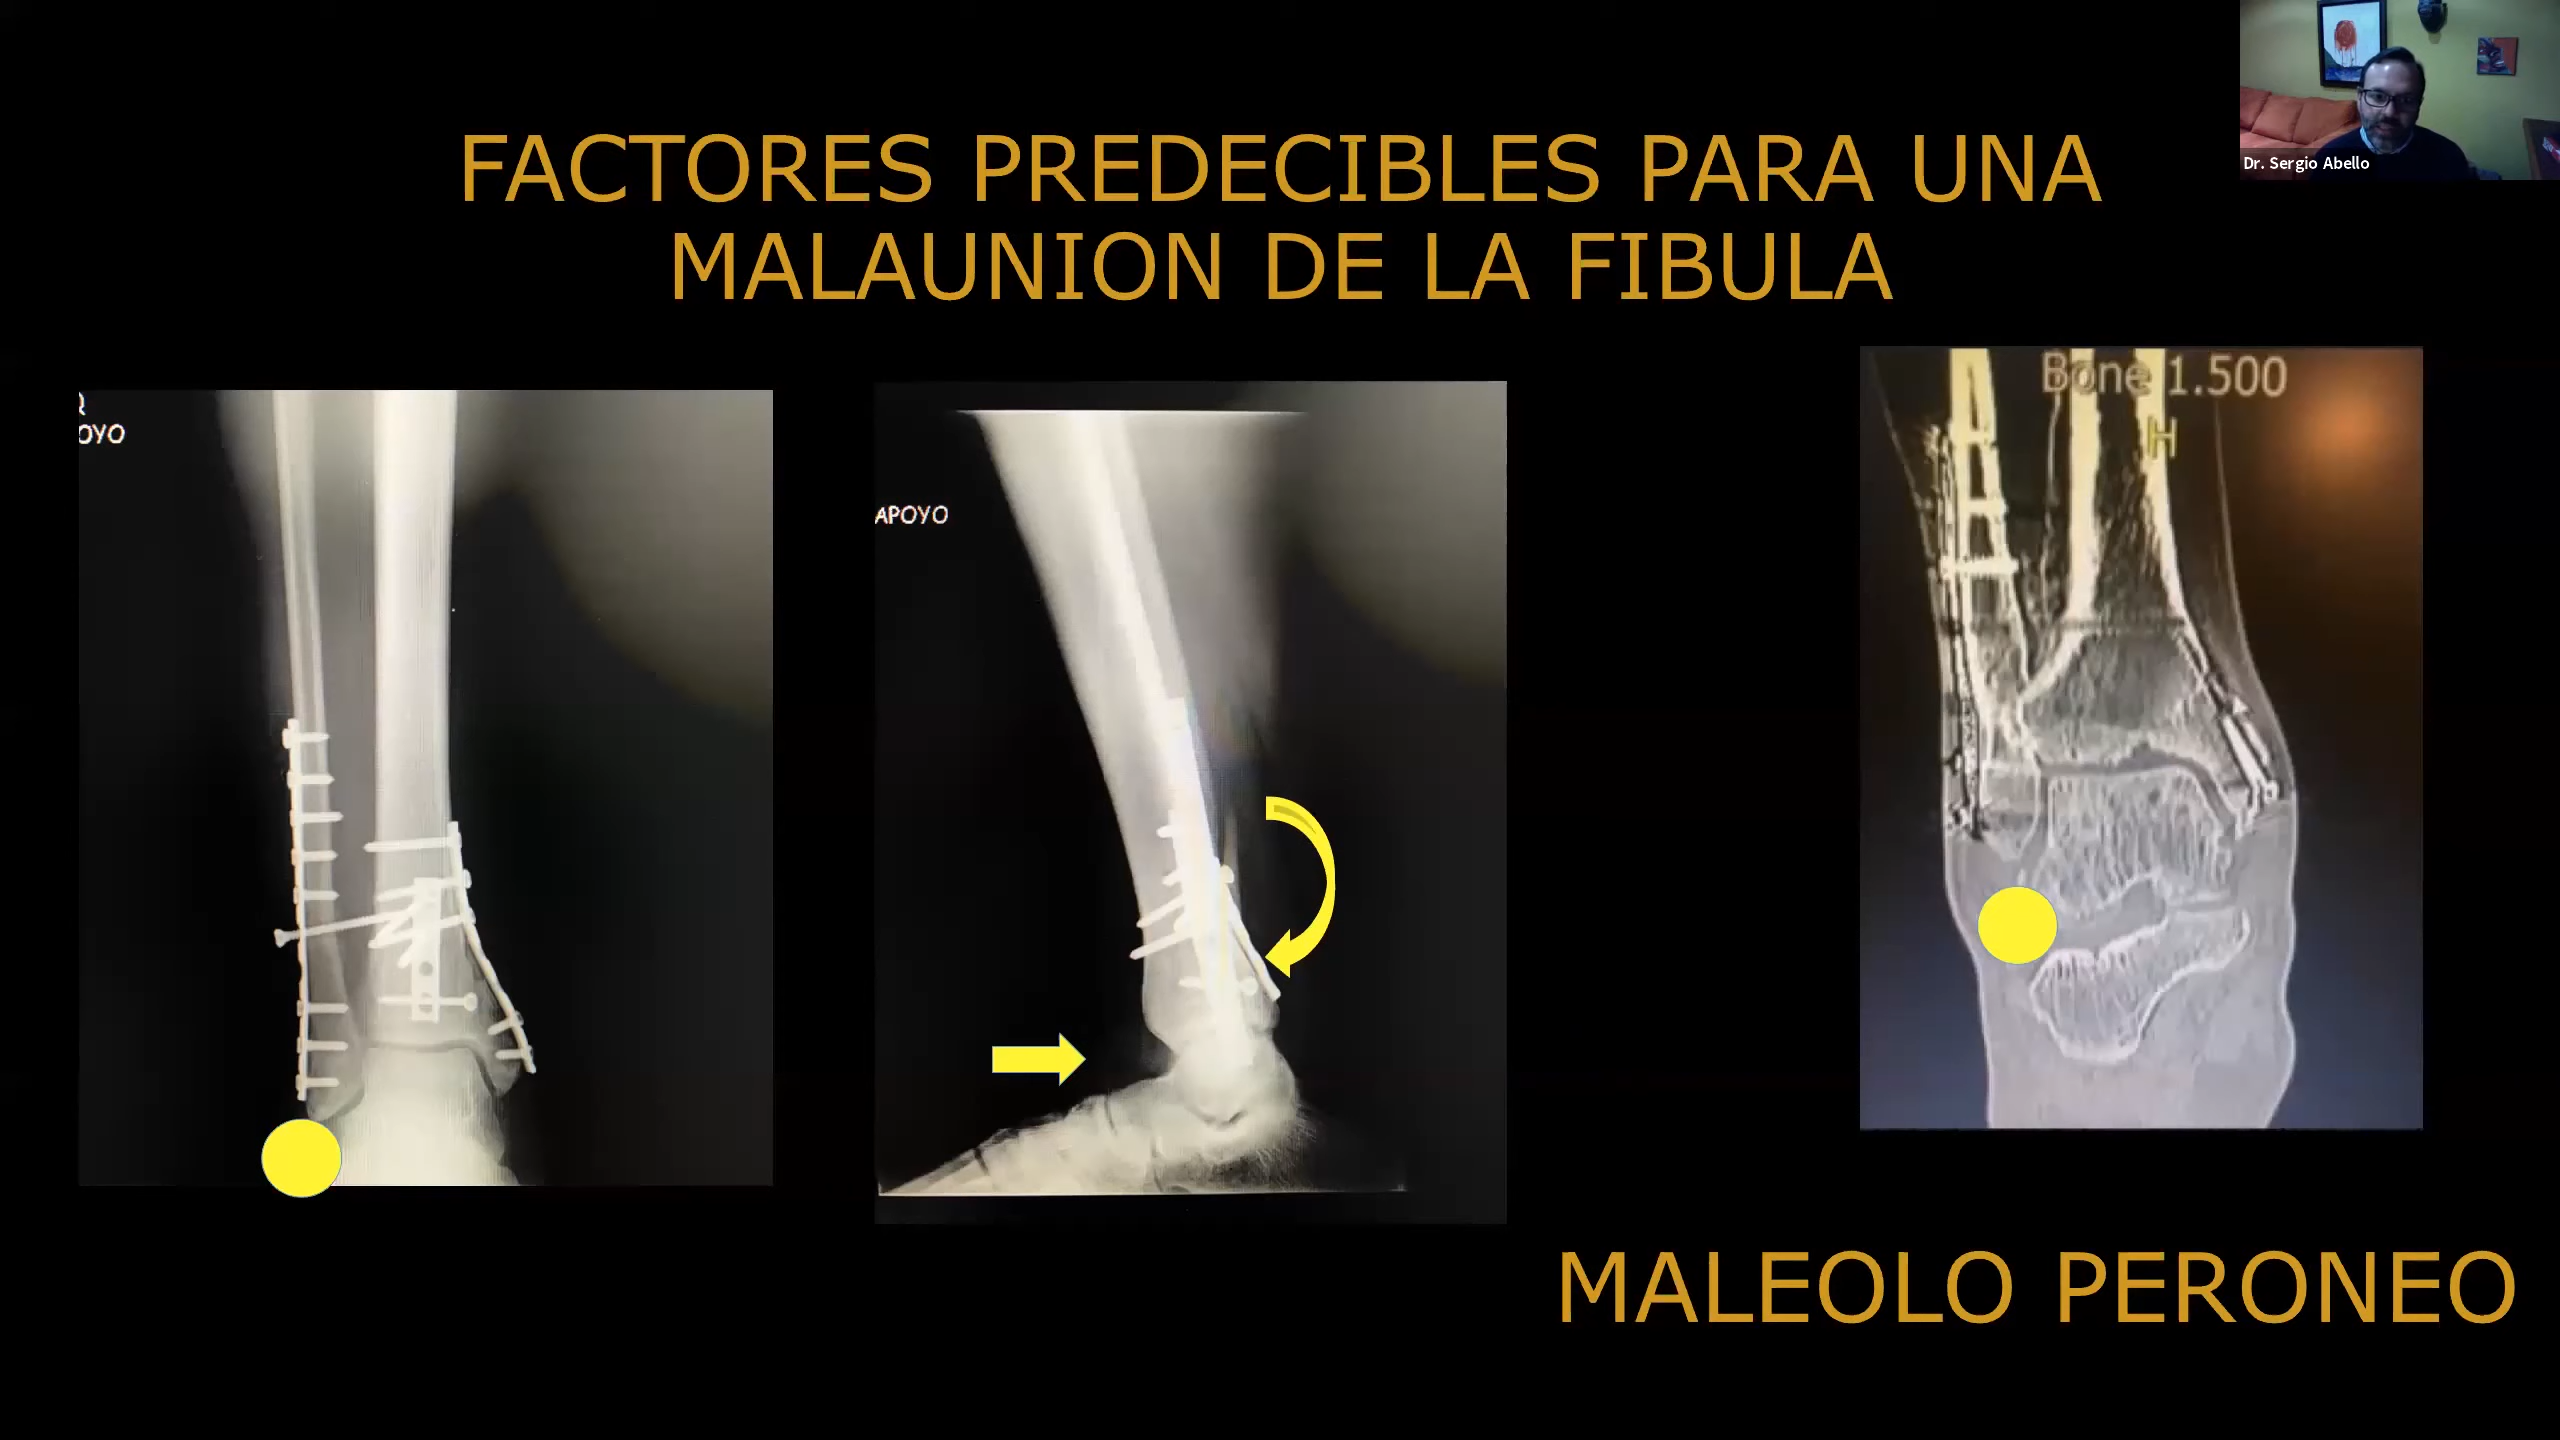 Dr. Sergio Abello
FACTORES PREDECIBLES PARA UNA
MALAUNION DE LA FIBULA
OYO
APOYO
Bone 1.500
H
MALEOLO PERONEO